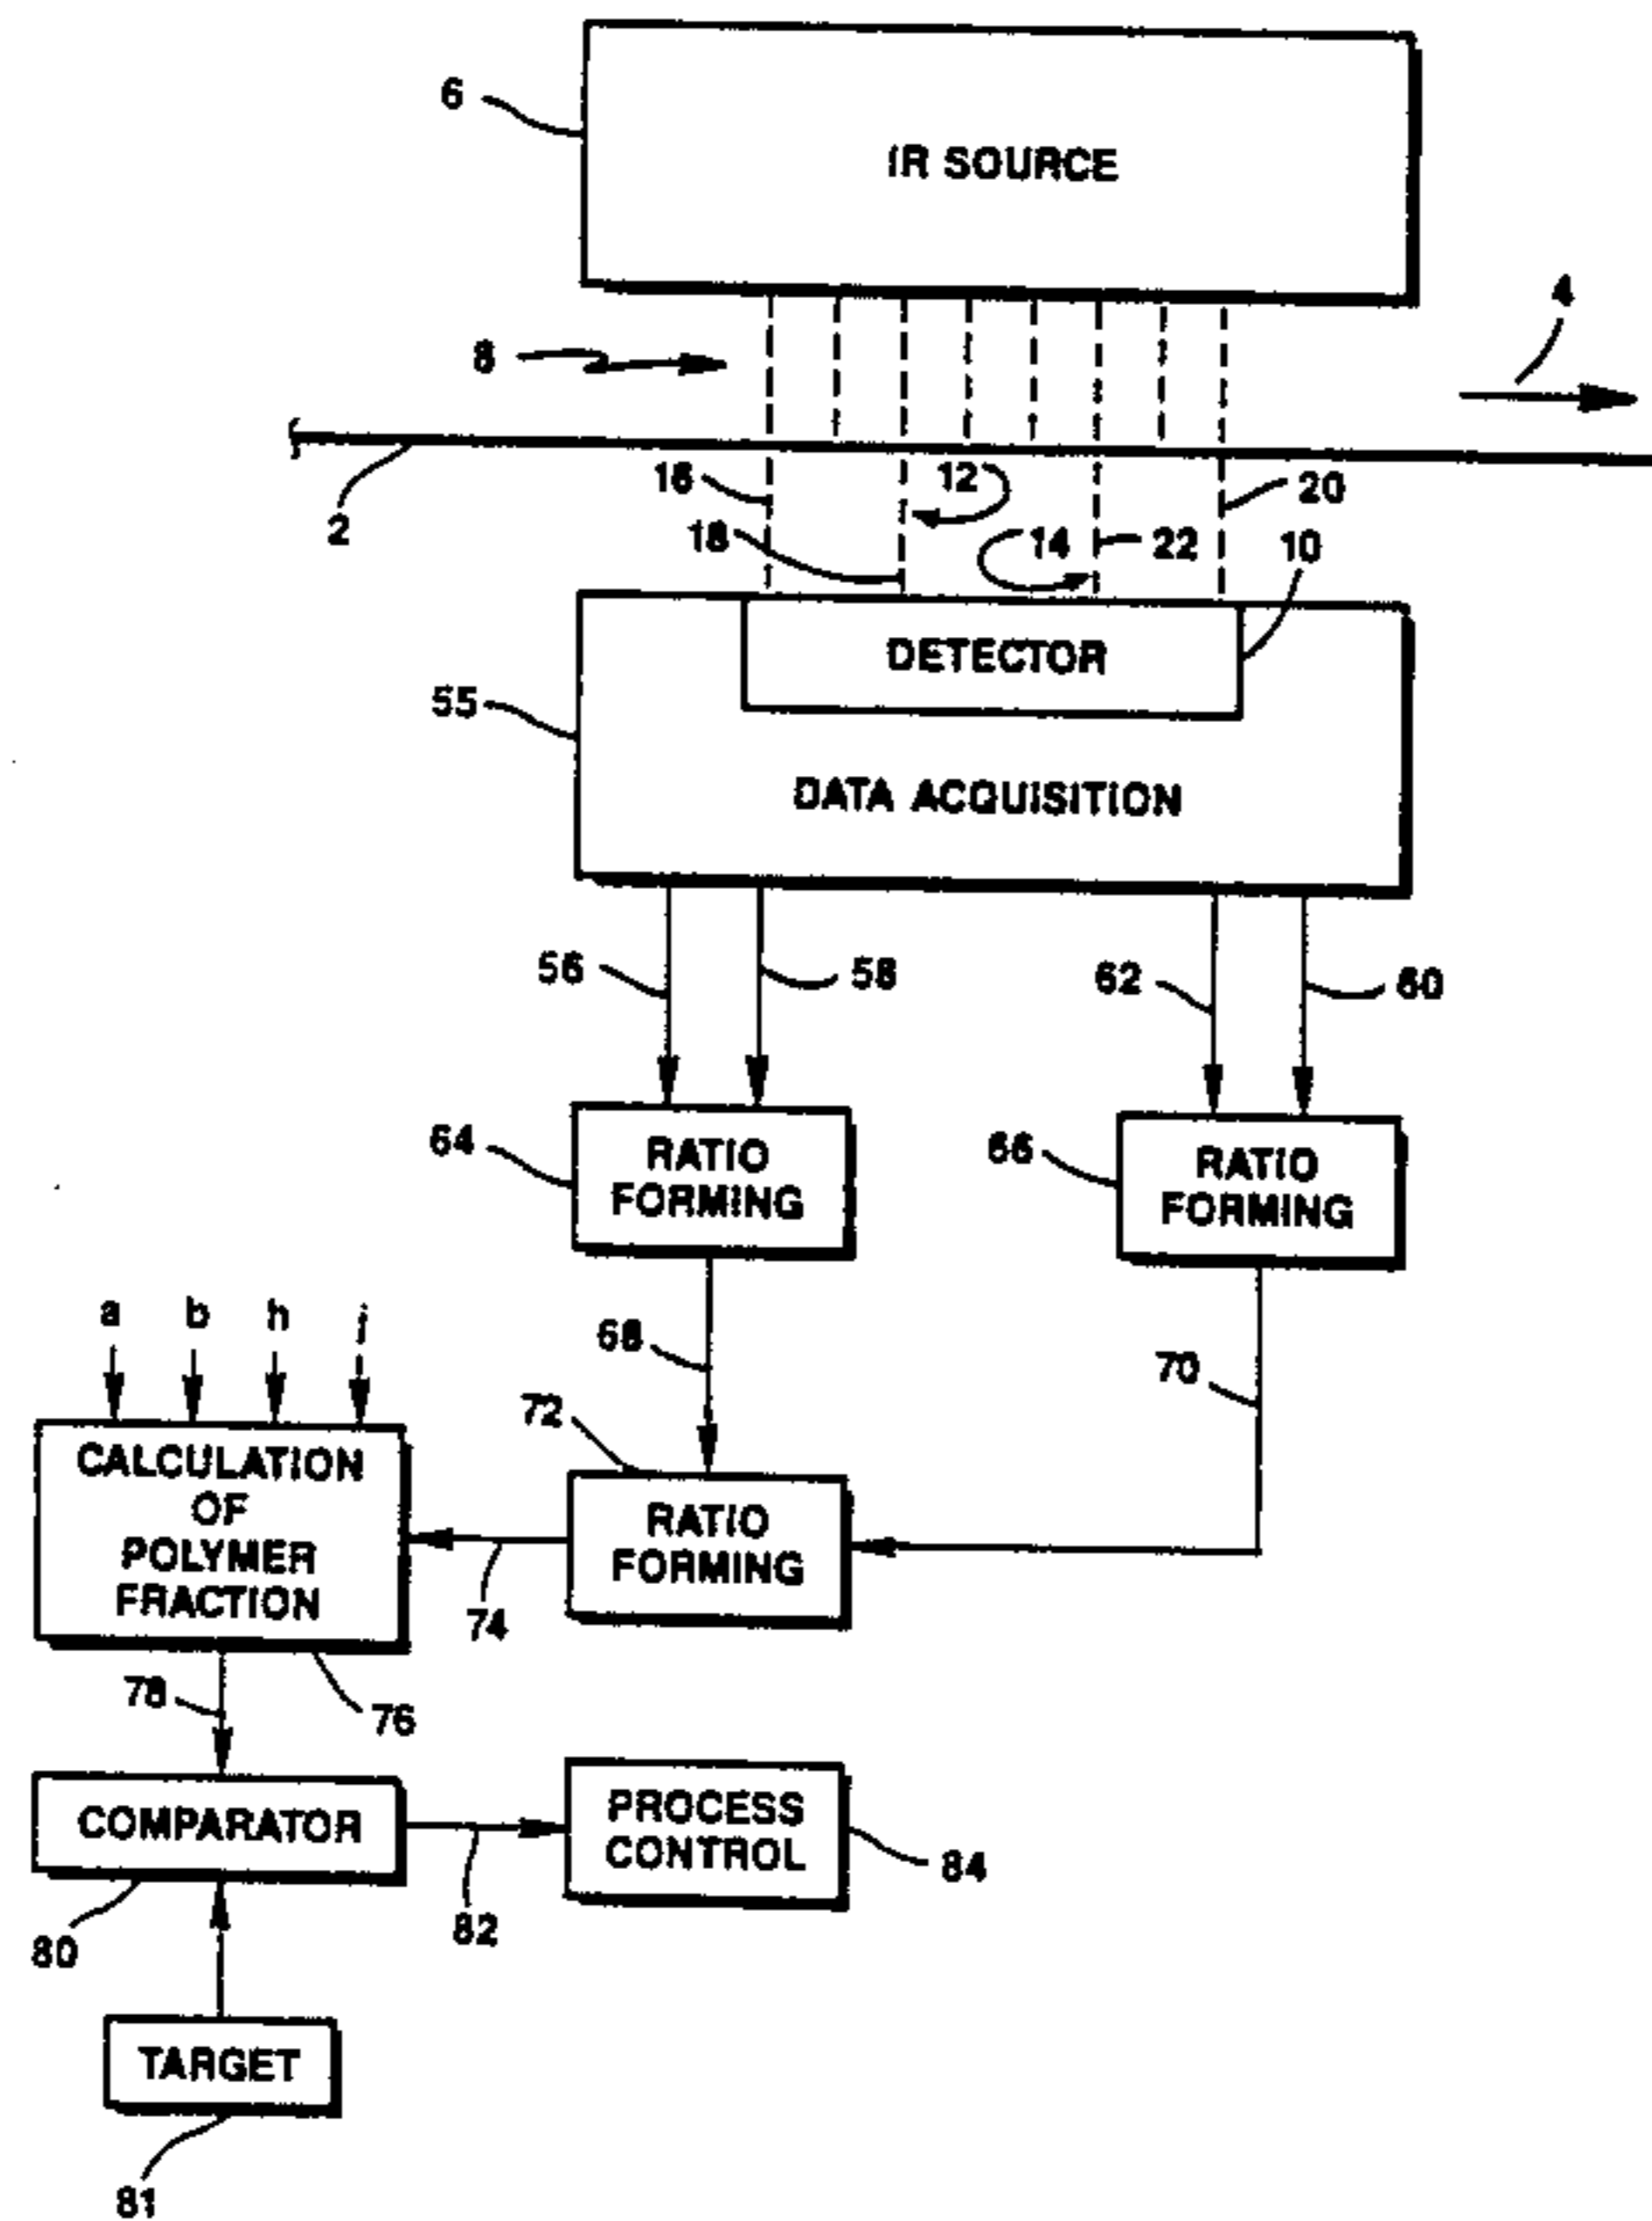 6
IR SOURCE
4
8
2
16
12
20
18
14
22
10
DETECTOR
55
DATA ACQUISITION
56
58
62
60
64
RATIO
FORMING
66
RATIO
FORMING
a b h i
68
70
72
CALCULATION
OF
POLYMER
FRACTION
RATIO
FORMING
74
78
76
COMPARATOR
PROCESS
CONTROL
84
80
82
TARGET
81